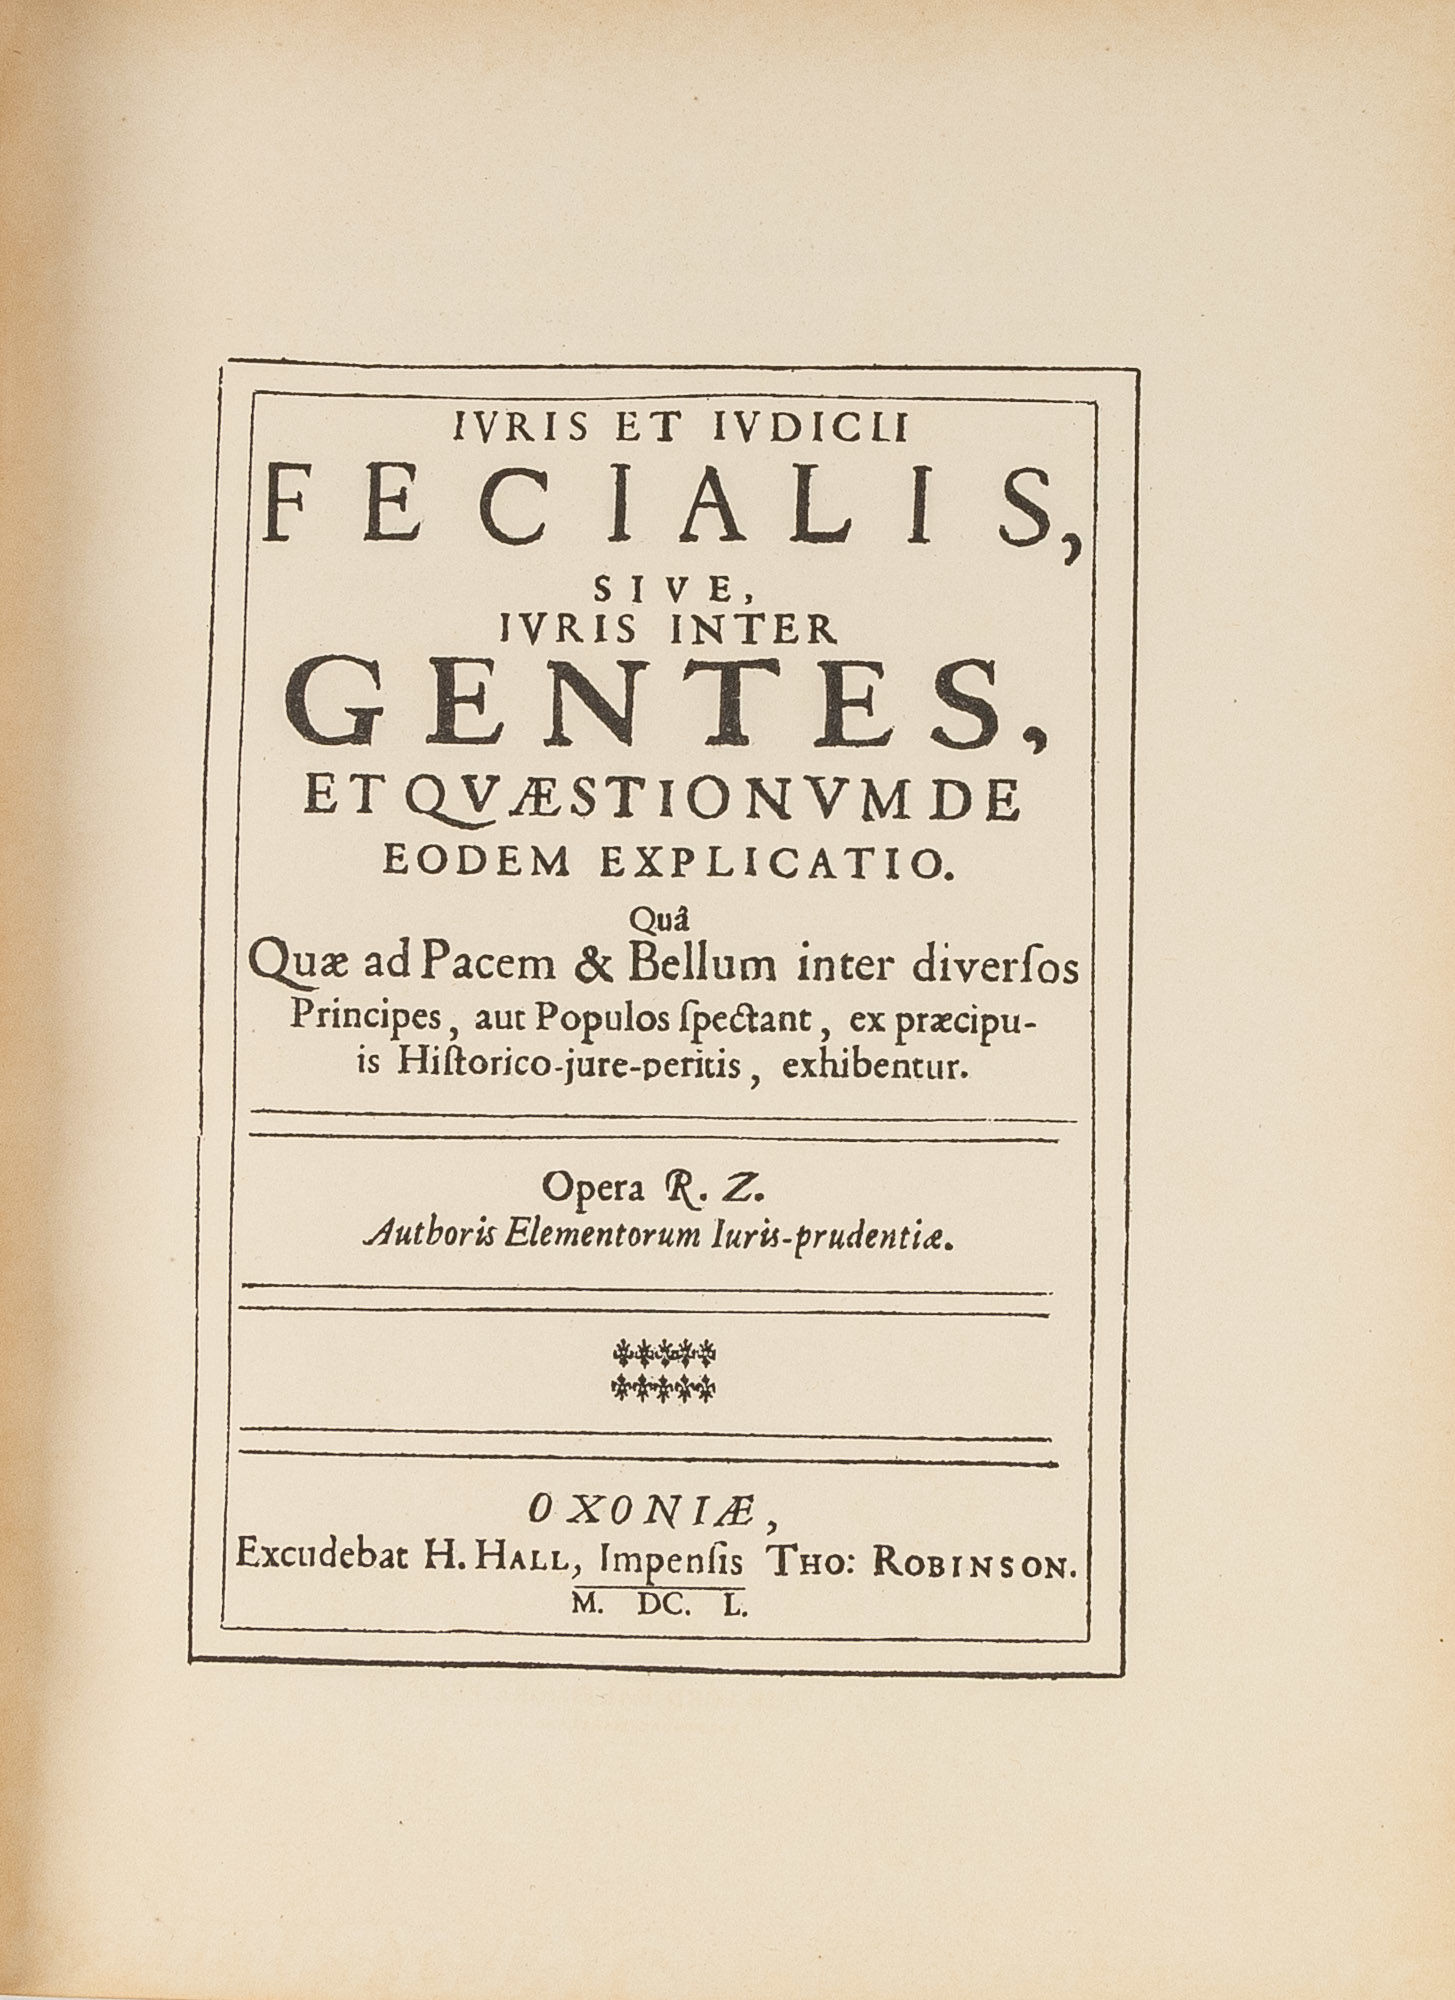 IVRIS ET IVDICII
FECIALIS,
SIVE,
IVRIS INTER
GENTES,
ET QVÆSTIONVM DE
EODEM EXPLICATIO.
Quâ
Quæ ad Pacem & Bellum inter diverſos
Principes, aut Populos ſpectant, ex præcipu-
is Hiſtorico-jure-peritis, exhibentur.
Opera R. Z.
Authoris Elementorum Iuris-prudentiæ.
OXONIÆ,
Excudebat H. HALL, Impenſis THO: ROBINSON.
M. DC. L.